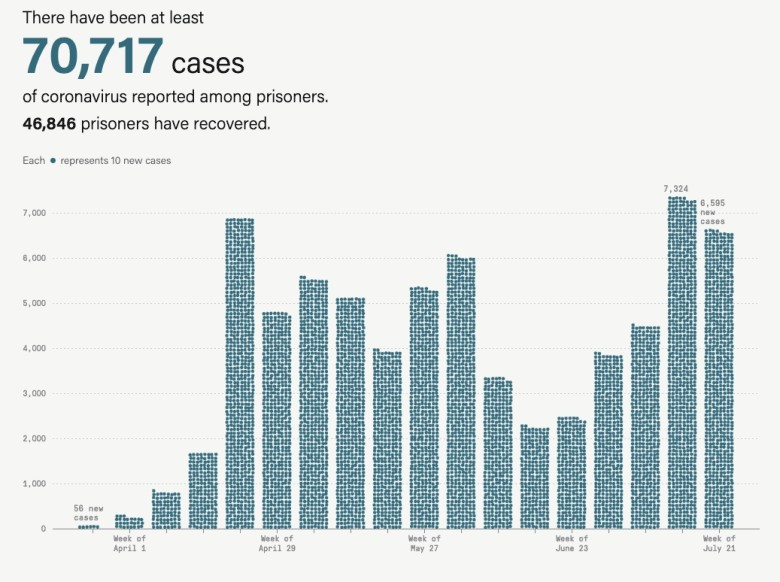 There have been at least
70,717 cases
of coronavirus reported among prisoners.
46,846 prisoners have recovered.
Each ● represents 10 new cases
7,324
6,595
new
cases
7,000
6,000
5,000
4,000
3,000
2,000
1,000
56 new
cases
0
Week of
April 1
Week of
April 29
Week of
May 27
Week of
June 23
Week of
July 21